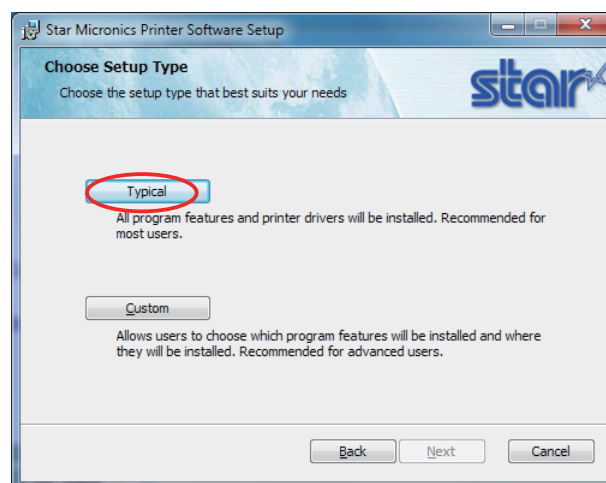 Star Micronics Printer Software Setup
Choose Setup Type
Choose the setup type that best suits your needs
star
Typical
All program features and printer drivers will be installed. Recommended for
most users.
Custom
Allows users to choose which program features will be installed and where
they will be installed. Recommended for advanced users.
Back Next Cancel